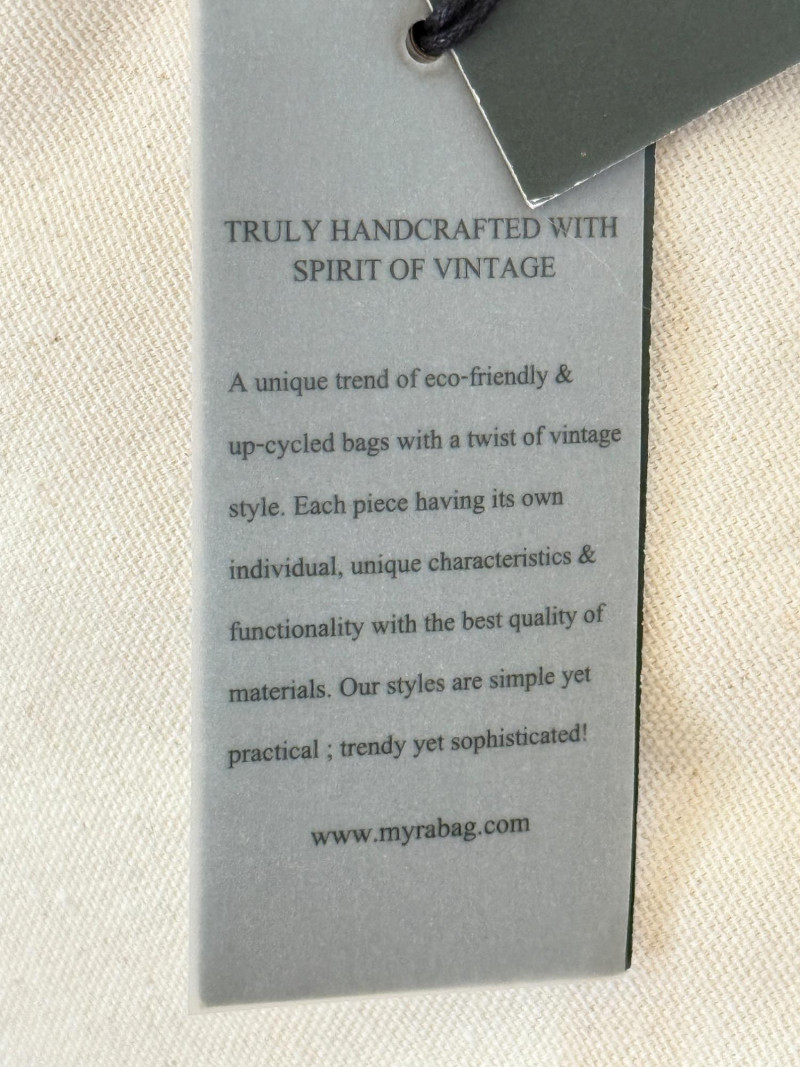 TRULY HANDCRAFTED WITH
SPIRIT OF VINTAGE
A unique trend of eco-friendly &
up-cycled bags with a twist of vintage
style. Each piece having its own
individual, unique characteristics &
functionality with the best quality of
materials. Our styles are simple yet
practical ; trendy yet sophisticated!
www.myrabag.com